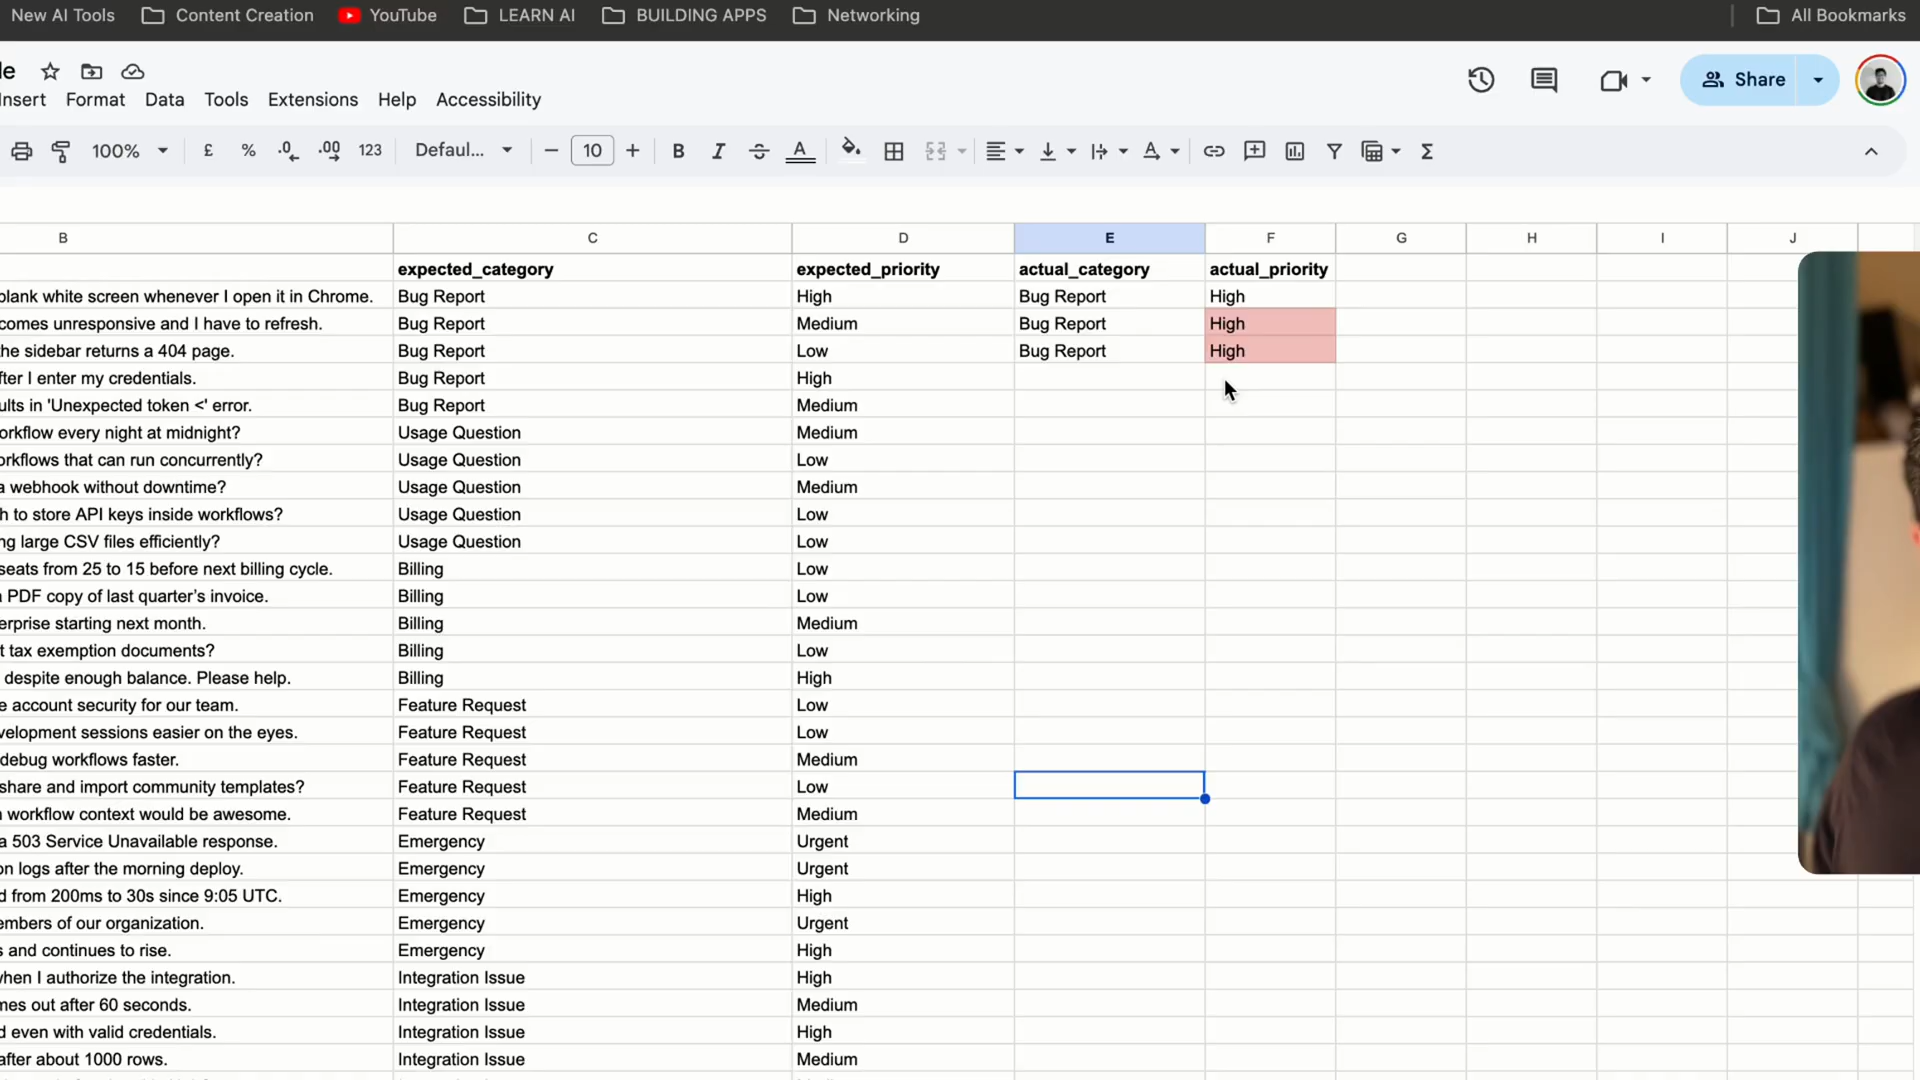 New AI Tools Content Creation YouTube LEARN AI BUILDING APPS Networking All Bookmarks
le
Insert Format Data Tools Extensions Help Accessibility Share
100% £ % .0 .00 123 Defaul... 10 B I S A
B C D E F G H I J
expected_category expected_priority actual_category actual_priority
blank white screen whenever I open it in Chrome. Bug Report High Bug Report High
comes unresponsive and I have to refresh. Bug Report Medium Bug Report High
the sidebar returns a 404 page. Bug Report Low Bug Report High
fter I enter my credentials. Bug Report High
ults in 'Unexpected token <' error. Bug Report Medium
orkflow every night at midnight? Usage Question Medium
orkflows that can run concurrently? Usage Question Low
a webhook without downtime? Usage Question Medium
h to store API keys inside workflows? Usage Question Low
ng large CSV files efficiently? Usage Question Low
seats from 25 to 15 before next billing cycle. Billing Low
a PDF copy of last quarter's invoice. Billing Low
erprise starting next month. Billing Medium
t tax exemption documents? Billing Low
despite enough balance. Please help. Billing High
e account security for our team. Feature Request Low
velopment sessions easier on the eyes. Feature Request Low
debug workflows faster. Feature Request Medium
share and import community templates? Feature Request Low
n workflow context would be awesome. Feature Request Medium
a 503 Service Unavailable response. Emergency Urgent
on logs after the morning deploy. Emergency Urgent
d from 200ms to 30s since 9:05 UTC. Emergency High
embers of our organization. Emergency Urgent
s and continues to rise. Emergency High
when I authorize the integration. Integration Issue High
mes out after 60 seconds. Integration Issue Medium
d even with valid credentials. Integration Issue High
after about 1000 rows. Integration Issue Medium